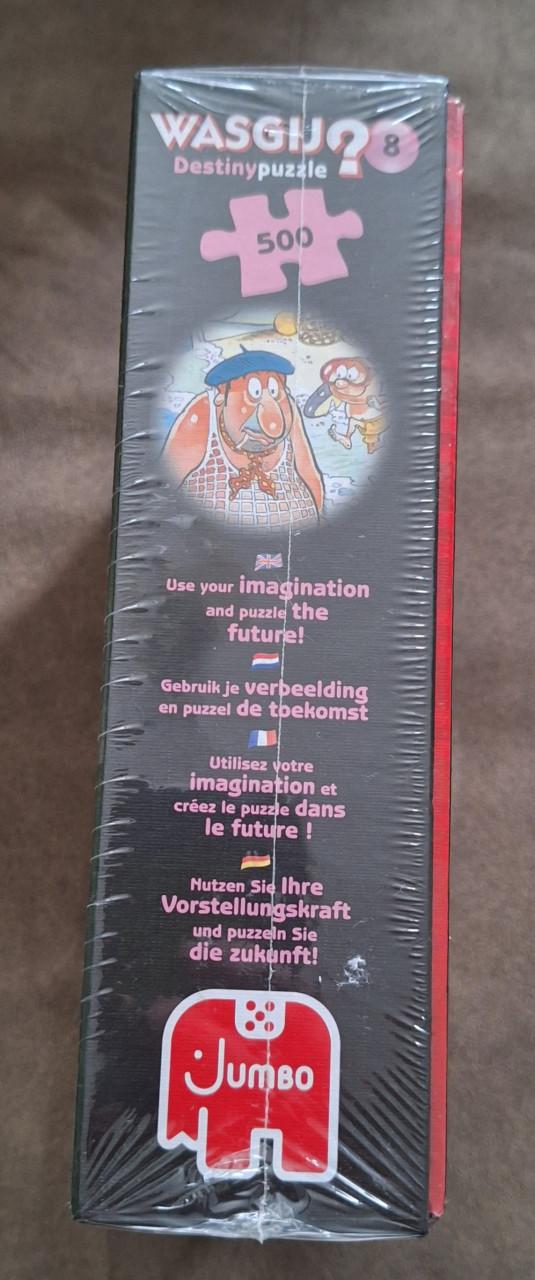 WASGIJ? 8
Destinypuzzle
500
Use your imagination
and puzzle the
future!
Gebruik je verbeelding
en puzzel de toekomst
Utilisez votre
imagination et
créez le puzzle dans
le future !
Nutzen Sie Ihre
Vorstellungskraft
und puzzeln Sie
die zukunft!
JUMBO